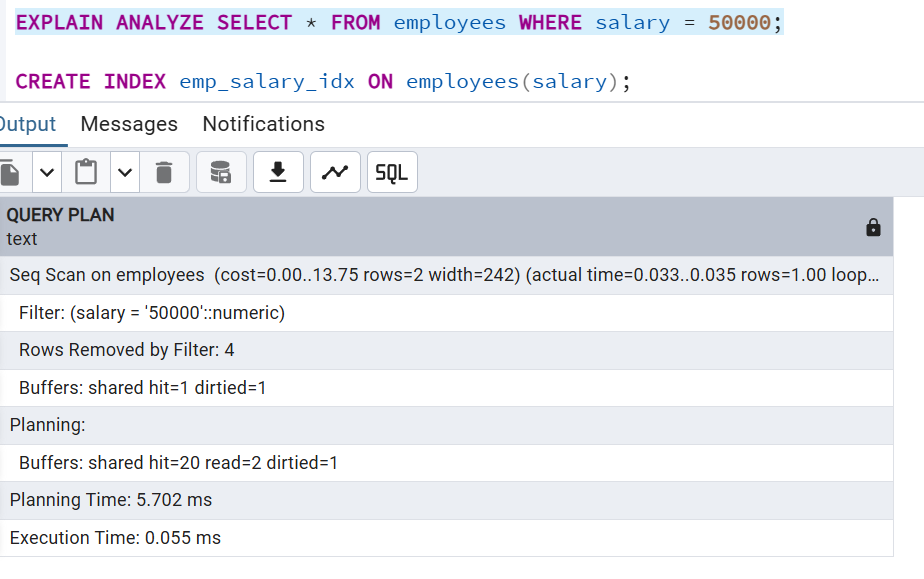 EXPLAIN ANALYZE SELECT * FROM employees WHERE salary = 50000;
CREATE INDEX emp_salary_idx ON employees(salary);
Output Messages Notifications
SQL
QUERY PLAN
text
Seq Scan on employees (cost=0.00..13.75 rows=2 width=242) (actual time=0.033..0.035 rows=1.00 loop...
Filter: (salary = '50000'::numeric)
Rows Removed by Filter: 4
Buffers: shared hit=1 dirtied=1
Planning:
Buffers: shared hit=20 read=2 dirtied=1
Planning Time: 5.702 ms
Execution Time: 0.055 ms